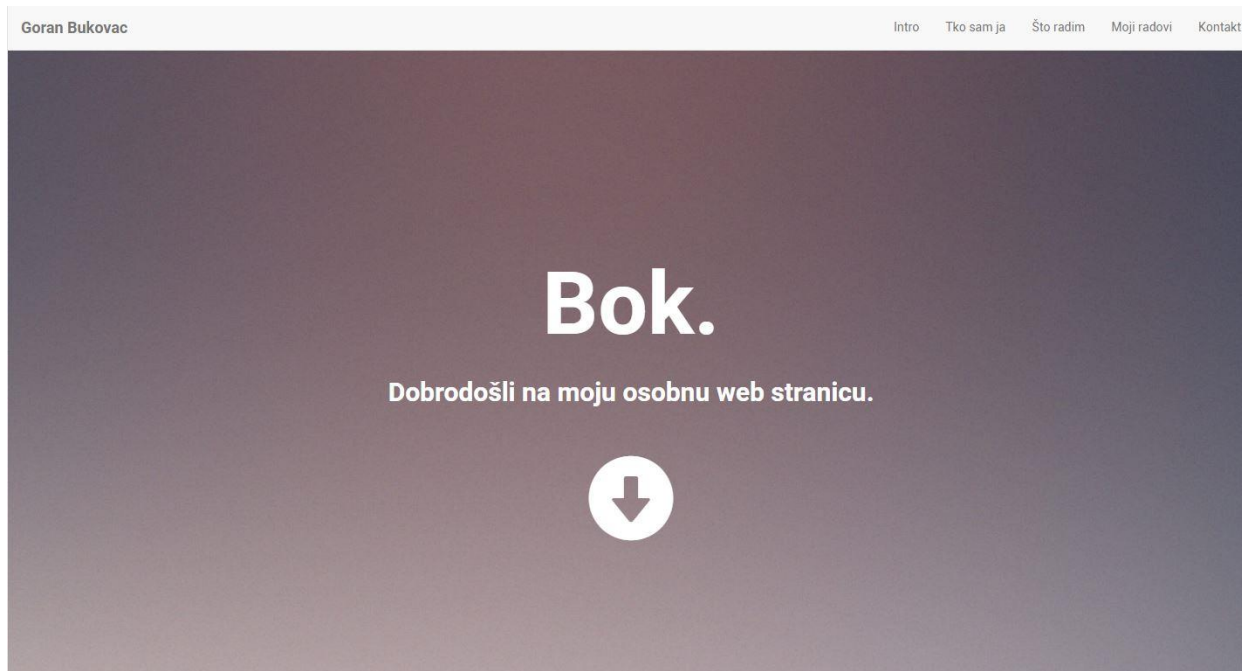 Goran Bukovac
Intro Tko sam ja Što radim Moji radovi Kontakt
Bok.
Dobrodošli na moju osobnu web stranicu.